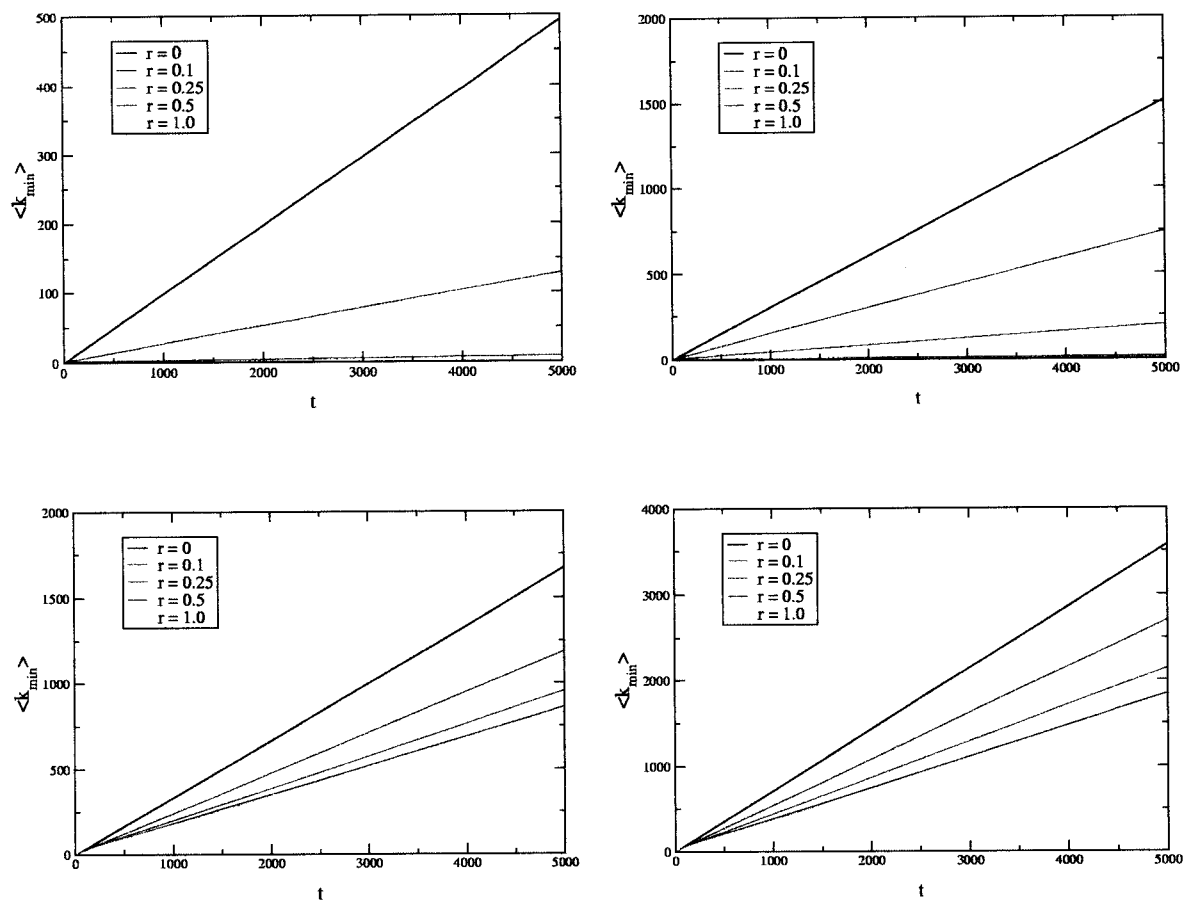 500
400
300
200
100
0
<k_min>
r = 0
r = 0.1
r = 0.25
r = 0.5
r = 1.0
0 1000 2000 3000 4000 5000
t
2000
1500
1000
500
0
<k_min>
r = 0
r = 0.1
r = 0.25
r = 0.5
r = 1.0
0 1000 2000 3000 4000 5000
t
2000
1500
1000
500
0
<k_min>
r = 0
r = 0.1
r = 0.25
r = 0.5
r = 1.0
0 1000 2000 3000 4000 5000
t
4000
3000
2000
1000
0
<k_min>
r = 0
r = 0.1
r = 0.25
r = 0.5
r = 1.0
0 1000 2000 3000 4000 5000
t